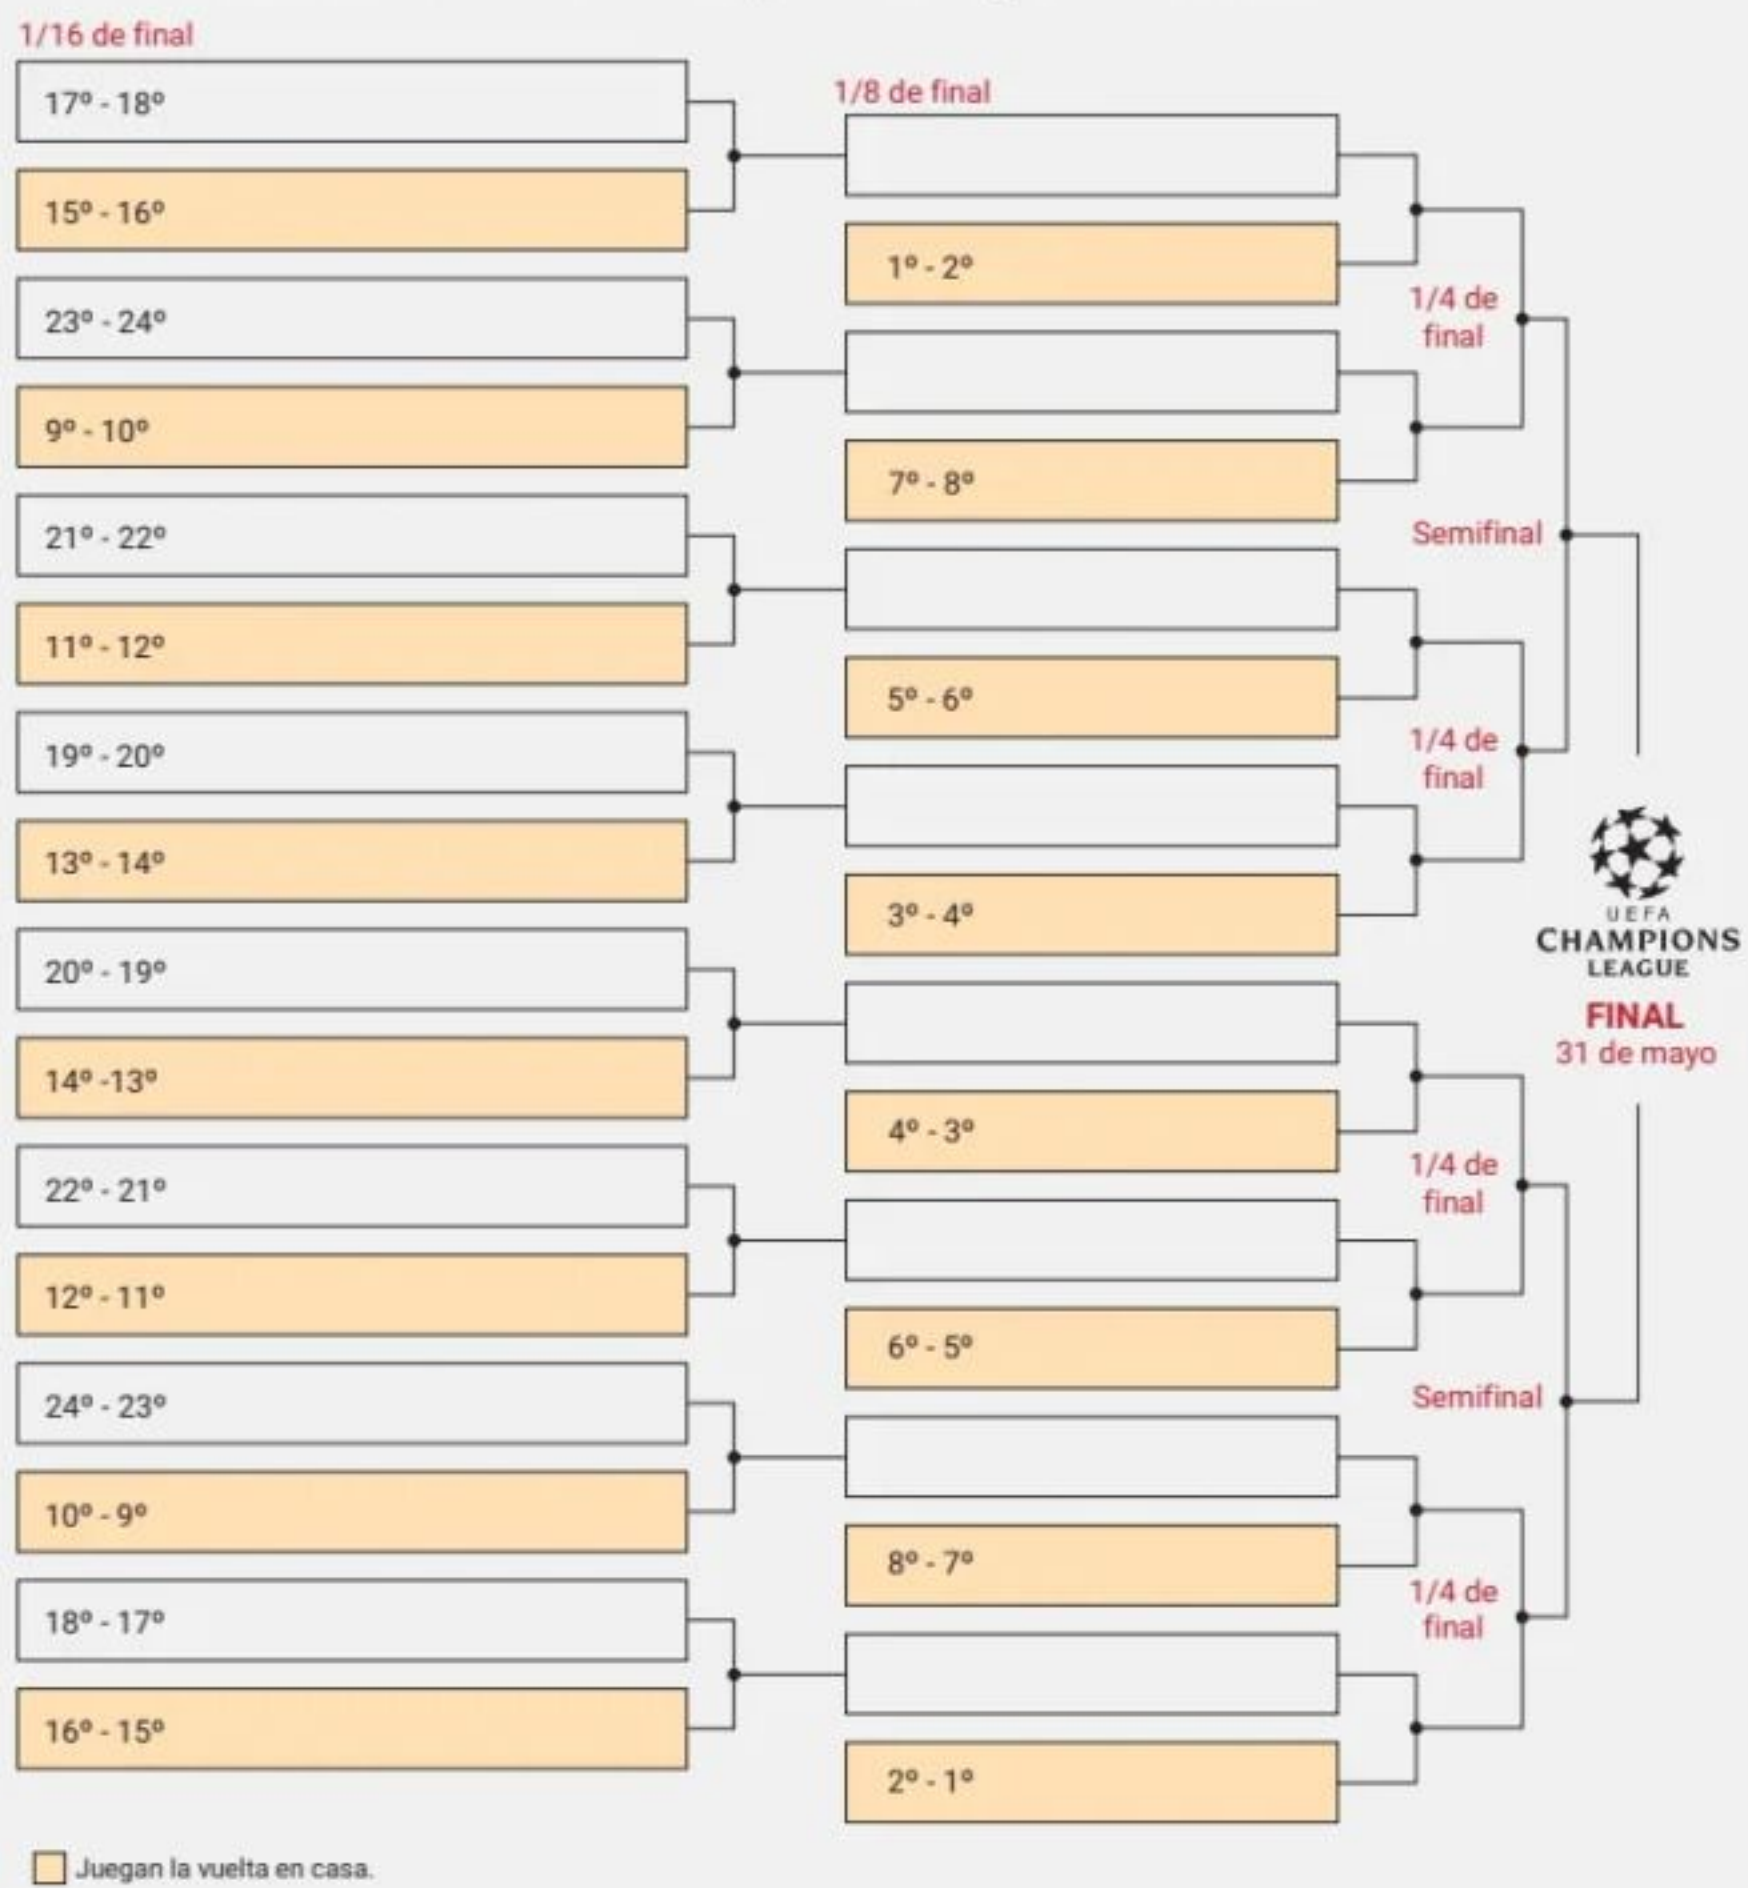 1/16 de final
17º - 18º
15º - 16º
23º - 24º
9º - 10º
21º - 22º
11º - 12º
19º - 20º
13º - 14º
20º - 19º
14º -13º
22º - 21º
12º - 11º
24º - 23º
10º - 9º
18º - 17º
16º - 15º
1/8 de final
1º - 2º
7º - 8º
5º - 6º
3º - 4º
4º - 3º
6º - 5º
8º - 7º
2º - 1º
1/4 de
final
Semifinal
1/4 de
final
UEFA
CHAMPIONS
LEAGUE
FINAL
31 de mayo
1/4 de
final
Semifinal
1/4 de
final
Juegan la vuelta en casa.